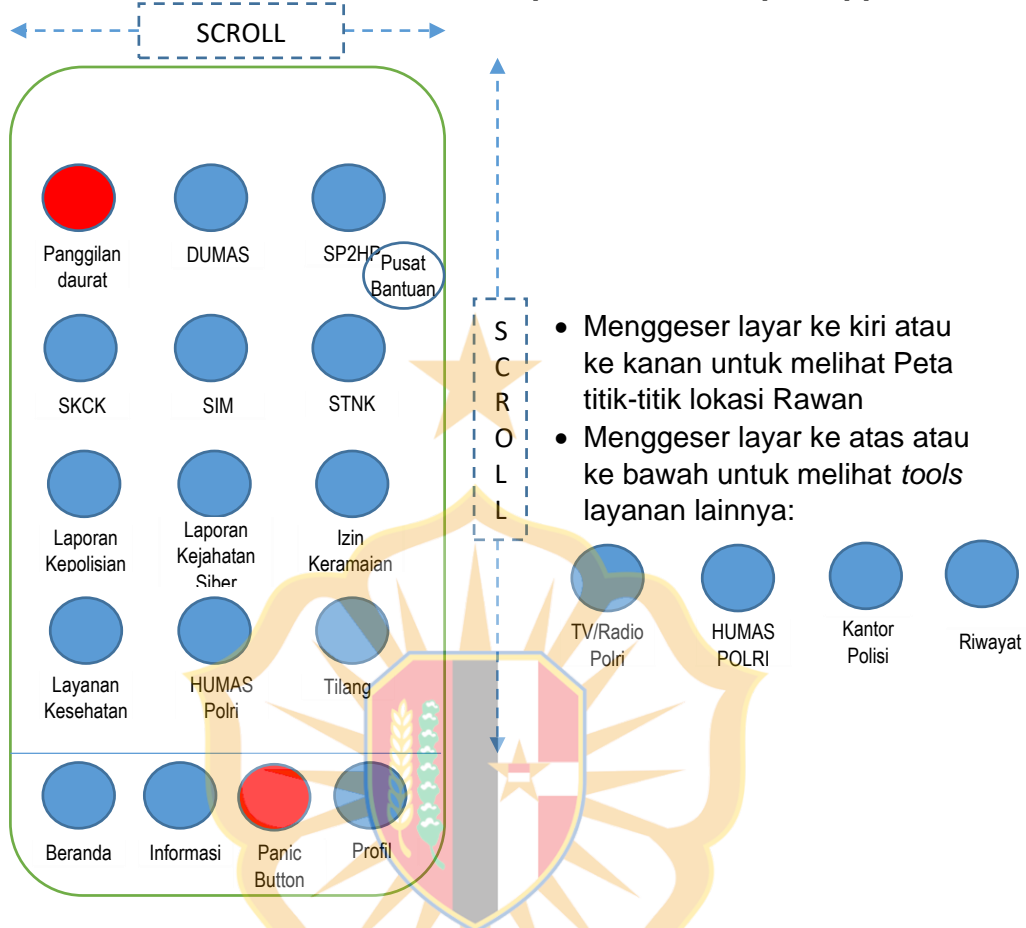 SCROLL
Panggilan
daurat
DUMAS
SP2HP
Pusat
Bantuan
SKCK
SIM
STNK
Laporan
Kepolisian
Laporan
Kejahatan
Siber
Izin
Keramaian
Layanan
Kesehatan
HUMAS
Polri
Tilang
Beranda
Informasi
Panic
Button
Profil
S
C
R
O
L
L
• Menggeser layar ke kiri atau
ke kanan untuk melihat Peta
titik-titik lokasi Rawan
• Menggeser layar ke atas atau
ke bawah untuk melihat tools
layanan lainnya:
TV/Radio
Polri
HUMAS
POLRI
Kantor
Polisi
Riwayat